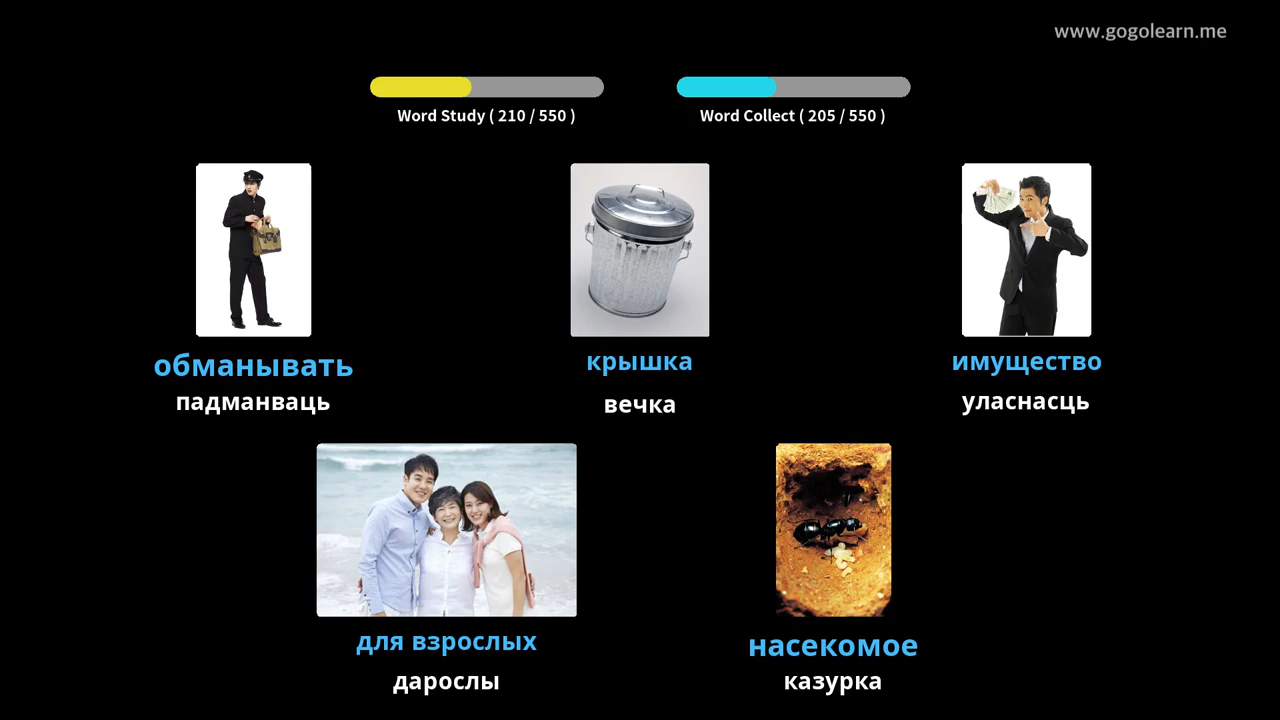 www.gogolearn.me
Word Study ( 210 / 550 )
Word Collect ( 205 / 550 )
обманывать
падманваць
крышка
вечка
имущество
уласнасць
для взрослых
дарослы
насекомое
казурка